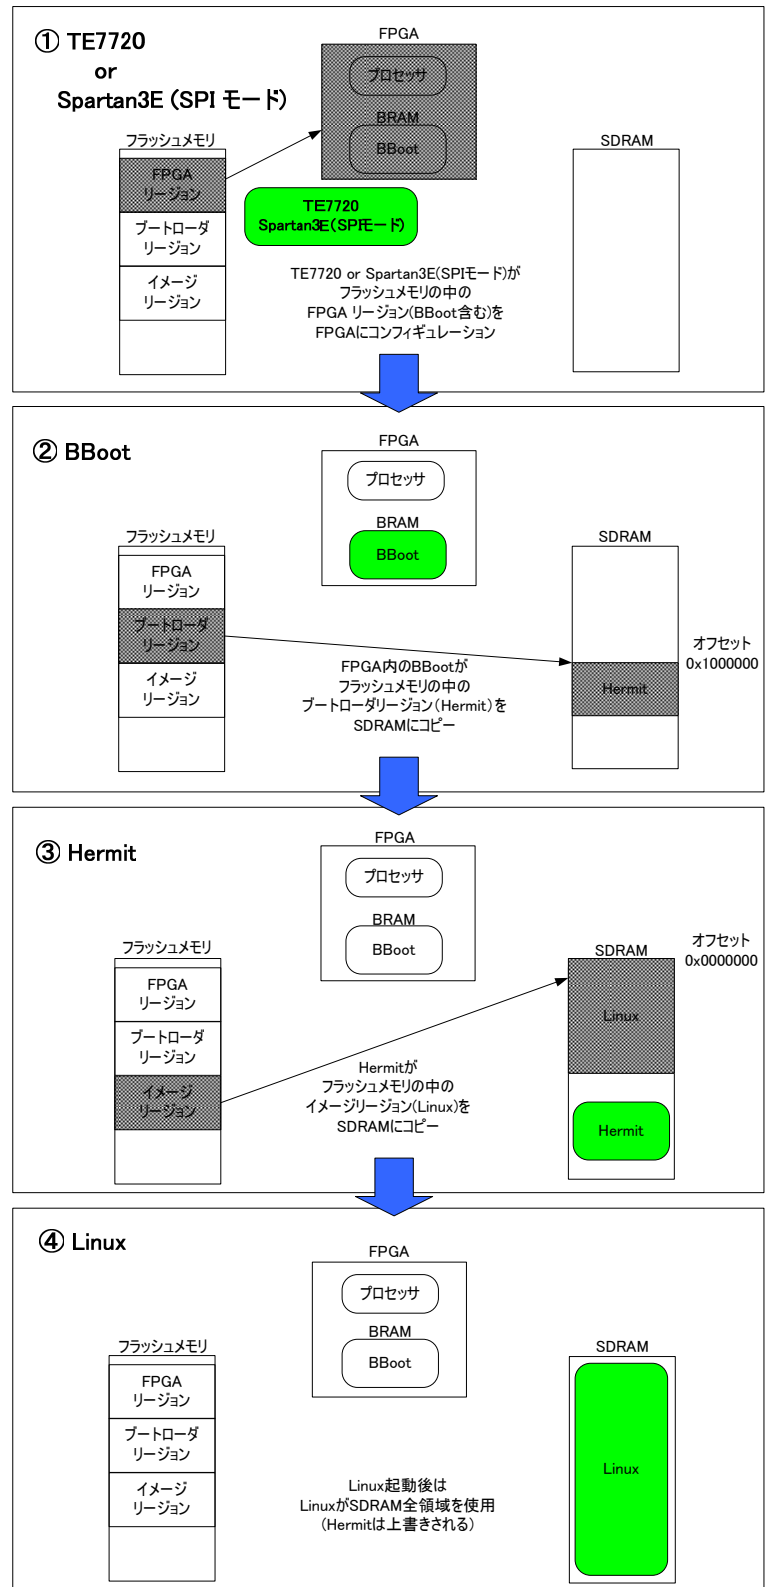 ① TE7720
or
Spartan3E (SPI モード)
FPGA
プロセッサ
BRAM
BBoot
フラッシュメモリ
FPGA
リージョン
ブートローダ
リージョン
イメージ
リージョン
TE7720
Spartan3E(SPIモード)
SDRAM
TE7720 or Spartan3E(SPIモード)が
フラッシュメモリの中の
FPGA リージョン(BBoot含む)を
FPGAにコンフィギュレーション
② BBoot
FPGA
プロセッサ
BRAM
BBoot
フラッシュメモリ
FPGA
リージョン
ブートローダ
リージョン
イメージ
リージョン
SDRAM
オフセット
0x1000000
Hermit
FPGA内のBBootが
フラッシュメモリの中の
ブートローダリージョン(Hermit)を
SDRAMにコピー
③ Hermit
FPGA
プロセッサ
BRAM
BBoot
フラッシュメモリ
FPGA
リージョン
ブートローダ
リージョン
イメージ
リージョン
SDRAM
オフセット
0x0000000
Linux
Hermit
Hermitが
フラッシュメモリの中の
イメージリージョン(Linux)を
SDRAMにコピー
④ Linux
FPGA
プロセッサ
BRAM
BBoot
フラッシュメモリ
FPGA
リージョン
ブートローダ
リージョン
イメージ
リージョン
SDRAM
Linux
Linux起動後は
LinuxがSDRAM全領域を使用
(Hermitは上書きされる)